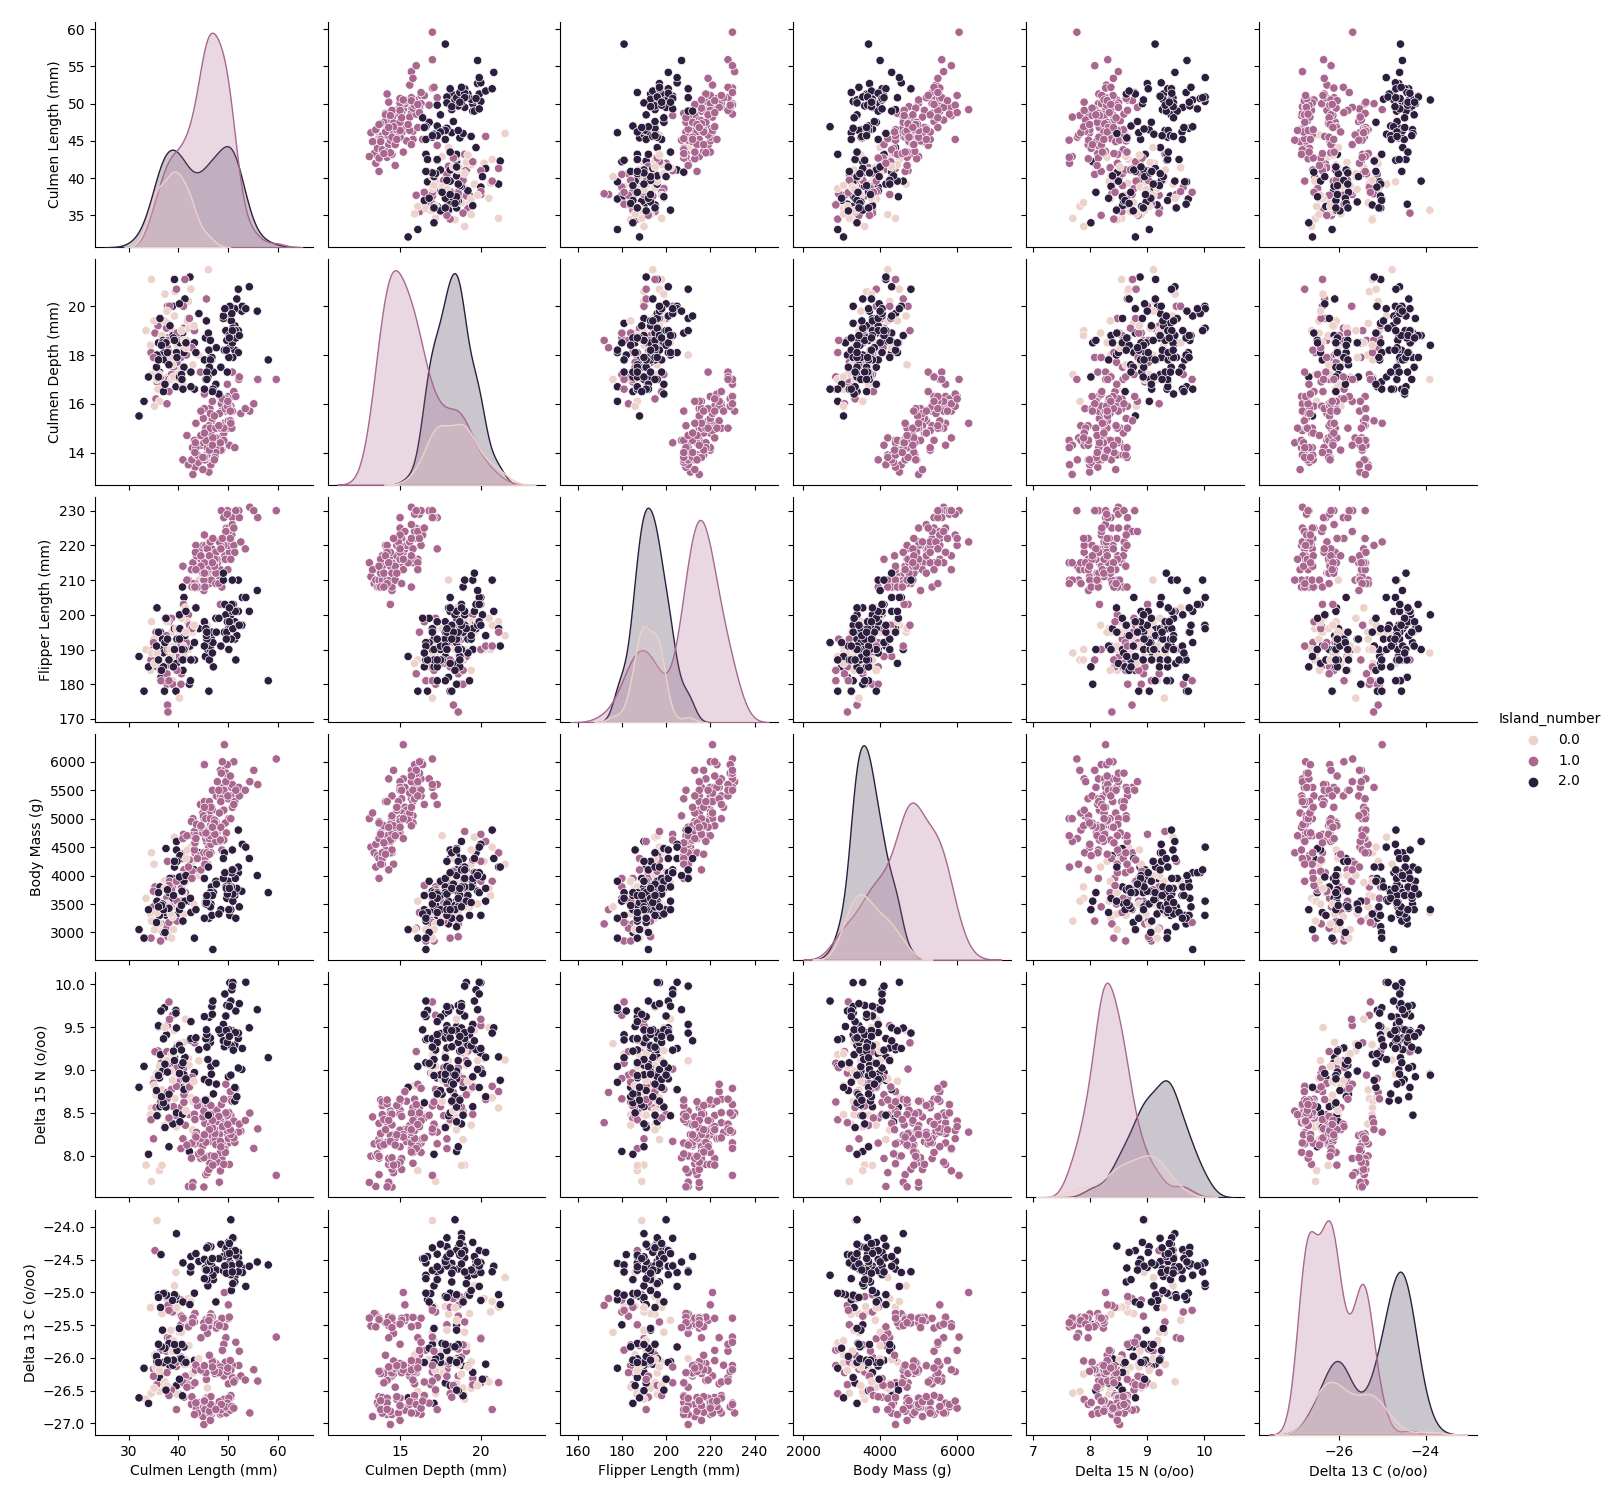 60
55
50
45
40
35
Culmen Length (mm)
20
18
16
14
Culmen Depth (mm)
230
220
210
200
190
180
170
Flipper Length (mm)
6000
5500
5000
4500
4000
3500
3000
Body Mass (g)
10.0
9.5
9.0
8.5
8.0
Delta 15 N (o/oo)
−24.0
−24.5
−25.0
−25.5
−26.0
−26.5
−27.0
Delta 13 C (o/oo)
30 40 50 60
Culmen Length (mm)
15 20
Culmen Depth (mm)
160 180 200 220 240
Flipper Length (mm)
2000 4000 6000
Body Mass (g)
7 8 9 10
Delta 15 N (o/oo)
−26 −24
Delta 13 C (o/oo)
Island_number
0.0
1.0
2.0